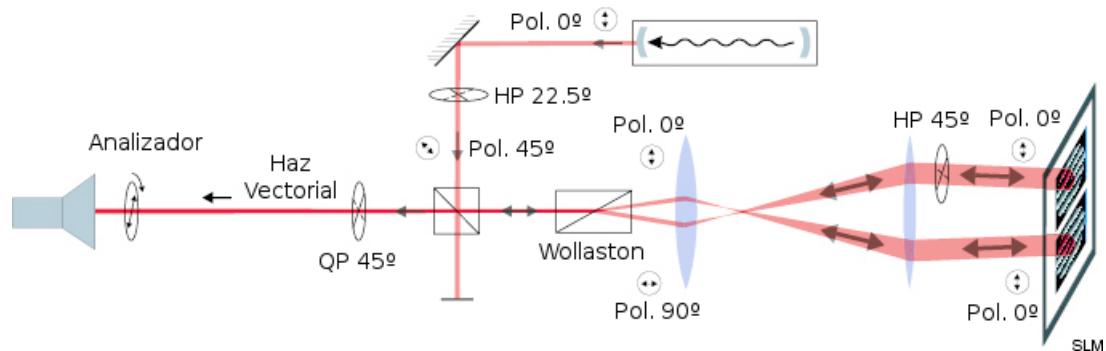 Pol. 0º
HP 22.5º
Pol. 45º
Analizador
Haz
Vectorial
QP 45º
Wollaston
Pol. 0º
Pol. 90º
HP 45º
Pol. 0º
Pol. 0º
SLM